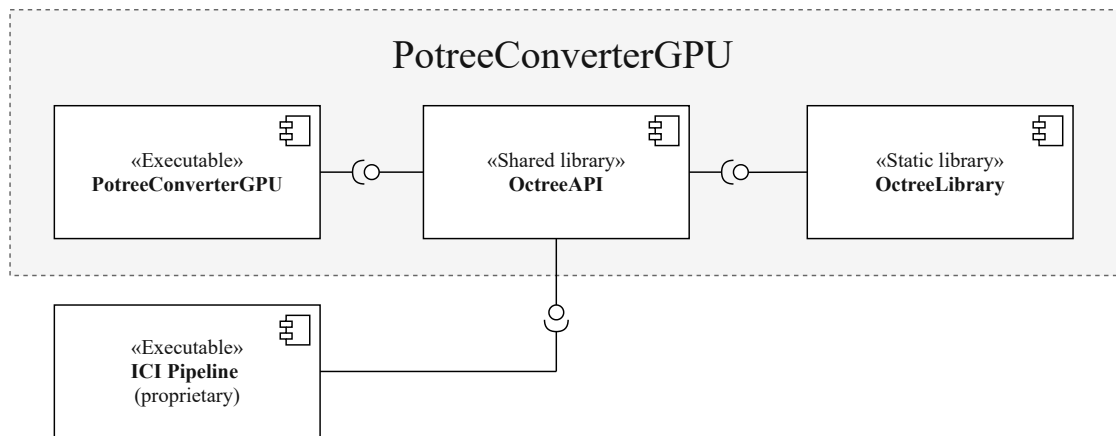 PotreeConverterGPU
«Executable»
PotreeConverterGPU
«Shared library»
OctreeAPI
«Static library»
OctreeLibrary
«Executable»
ICI Pipeline
(proprietary)